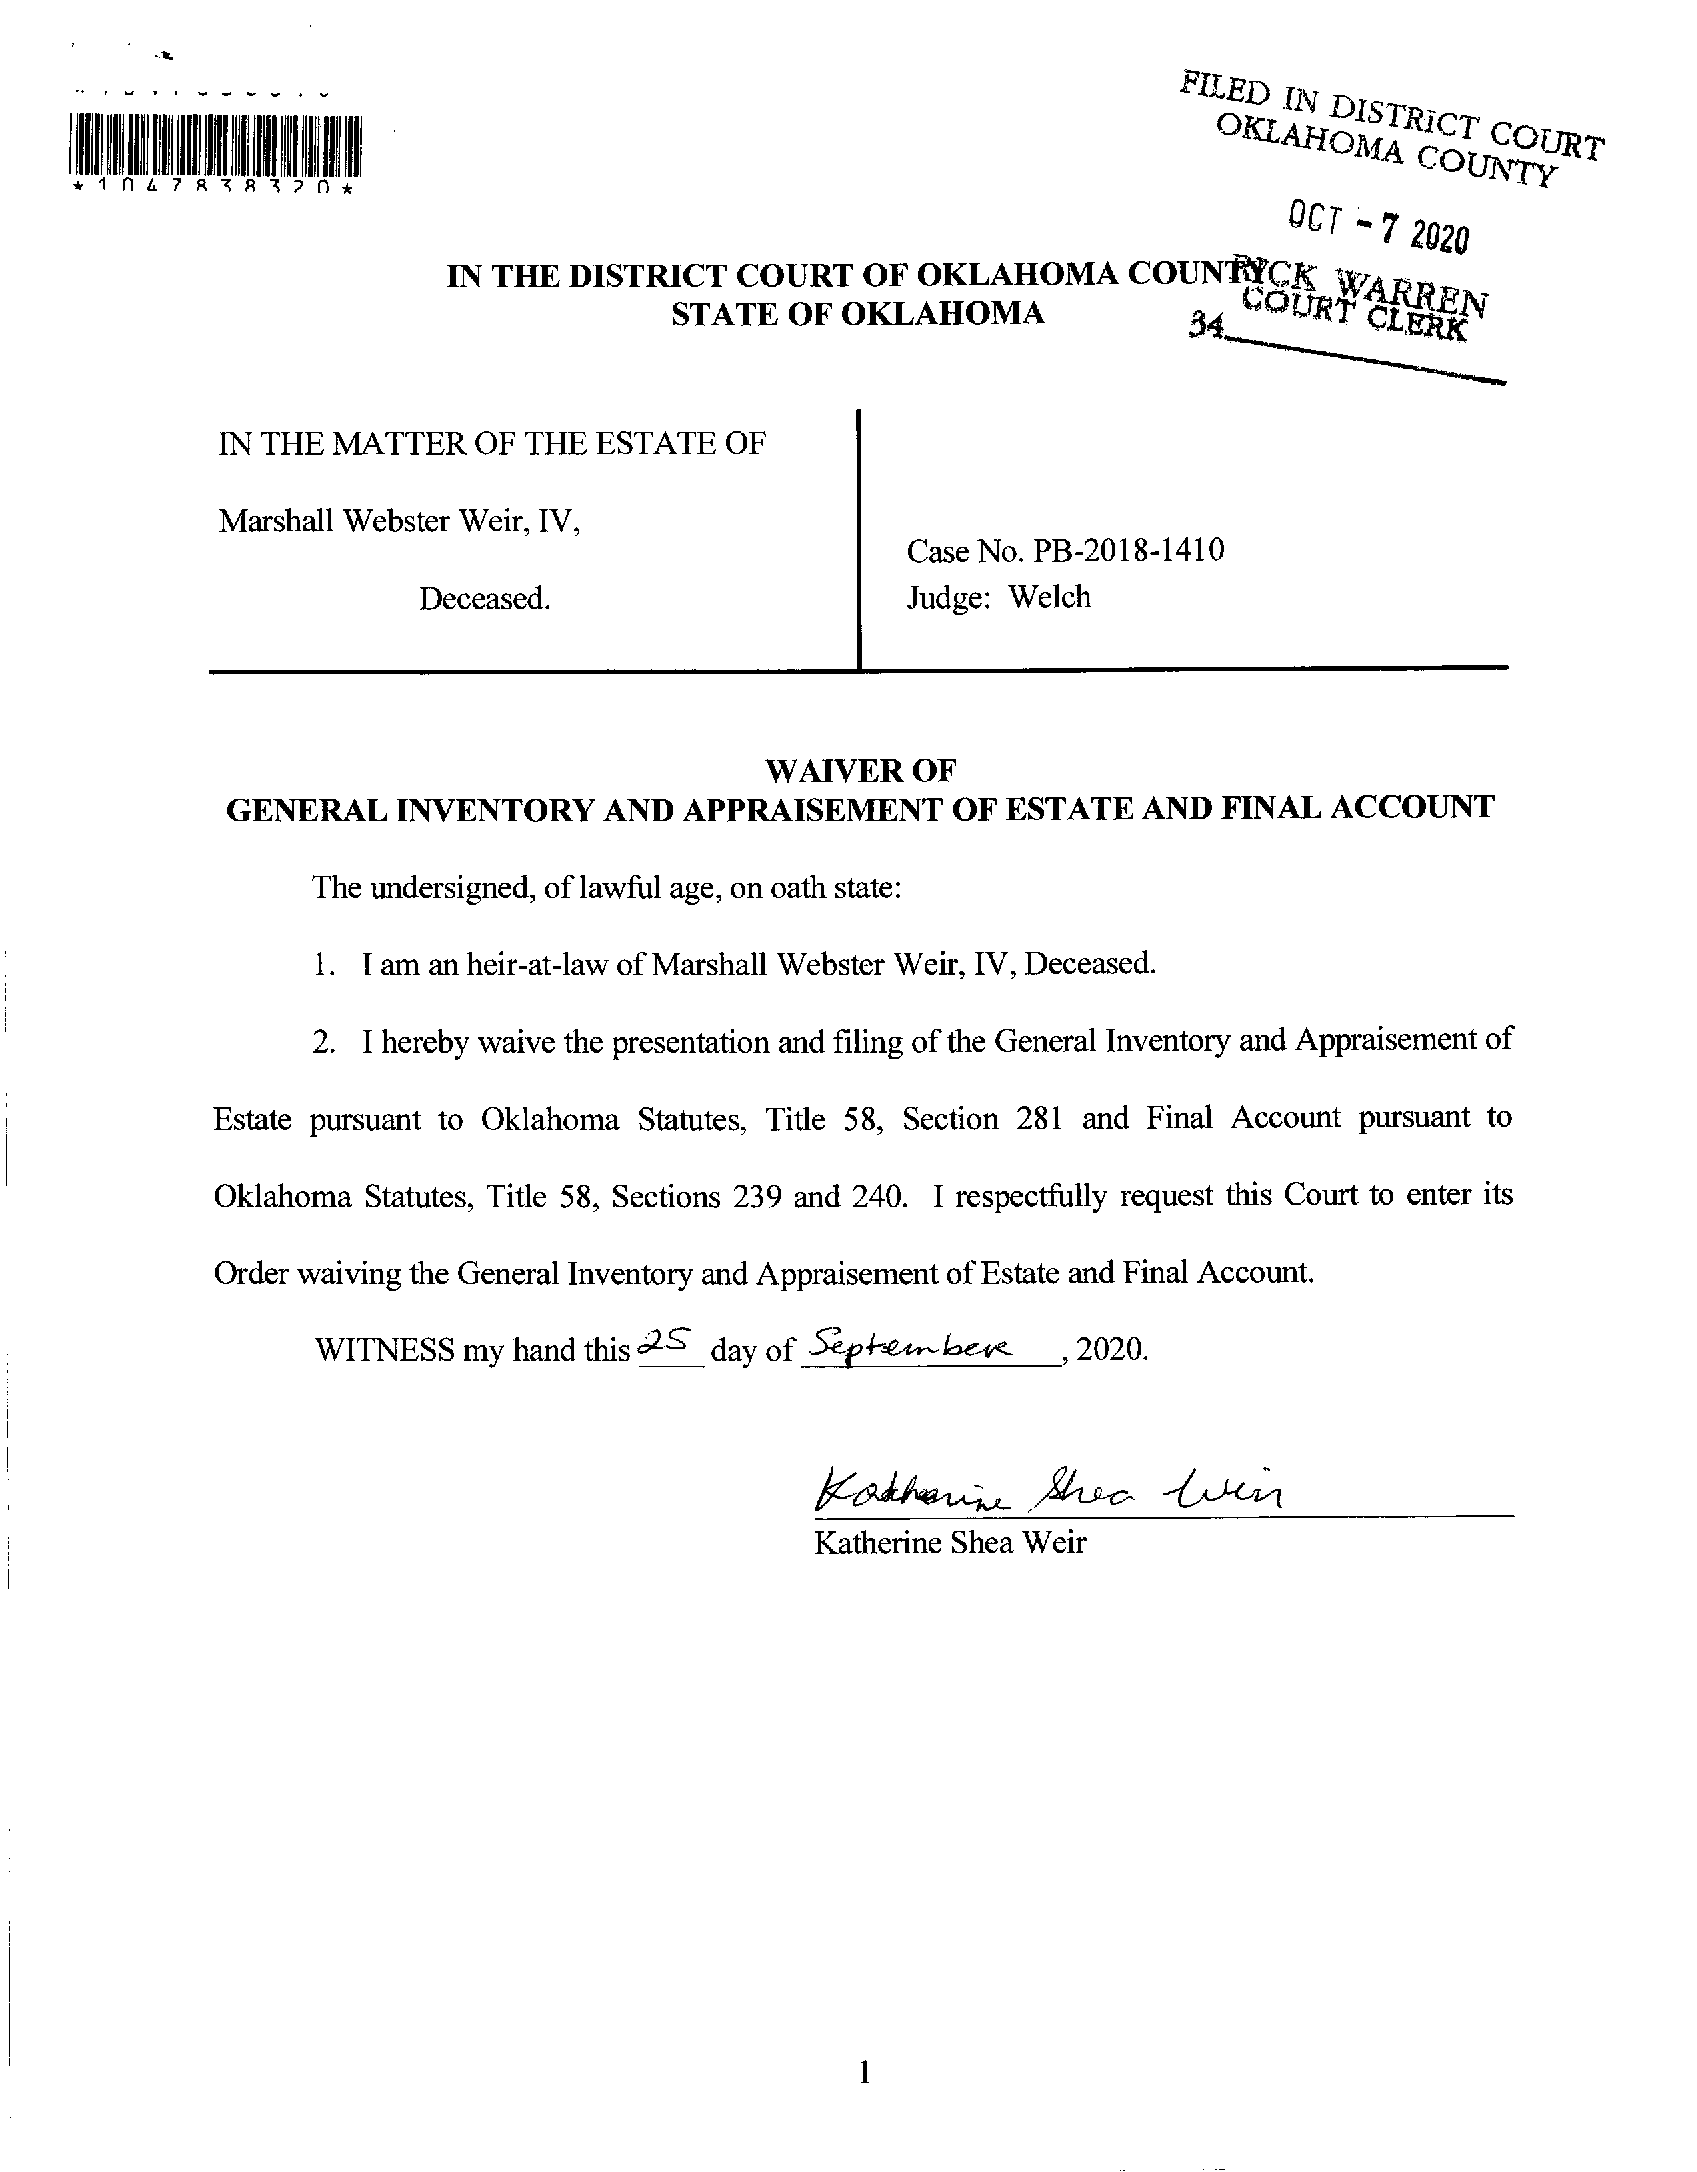 *1047838320*
FILED IN DISTRICT COURT
OKLAHOMA COUNTY
OCT - 7 2020
RICK WARREN
COURT CLERK
34
IN THE DISTRICT COURT OF OKLAHOMA COUNTY
STATE OF OKLAHOMA
IN THE MATTER OF THE ESTATE OF
Marshall Webster Weir, IV,
Deceased.
Case No. PB-2018-1410
Judge: Welch
WAIVER OF
GENERAL INVENTORY AND APPRAISEMENT OF ESTATE AND FINAL ACCOUNT
The undersigned, of lawful age, on oath state:
1. I am an heir-at-law of Marshall Webster Weir, IV, Deceased.
2. I hereby waive the presentation and filing of the General Inventory and Appraisement of
Estate pursuant to Oklahoma Statutes, Title 58, Section 281 and Final Account pursuant to
Oklahoma Statutes, Title 58, Sections 239 and 240. I respectfully request this Court to enter its
Order waiving the General Inventory and Appraisement of Estate and Final Account.
WITNESS my hand this 25 day of September, 2020.
Katherine Shea Weir
Katherine Shea Weir
1